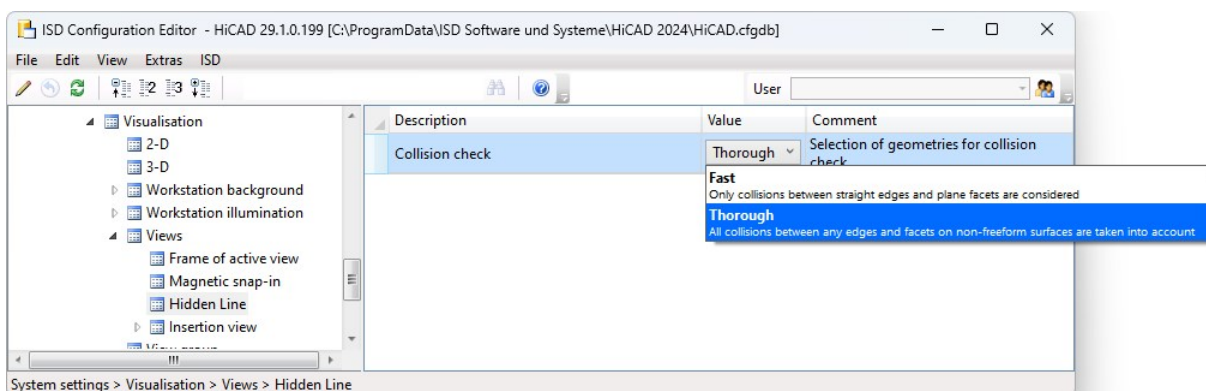 ISD Configuration Editor - HiCAD 29.1.0.199 [C:\ProgramData\ISD Software und Systeme\HiCAD 2024\HiCAD.cfgdb]
File Edit View Extras ISD
2 3 User
Visualisation
2-D
3-D
Workstation background
Workstation illumination
Views
Frame of active view
Magnetic snap-in
Hidden Line
Insertion view
View group
Description Value Comment
Collision check Thorough Selection of geometries for collision
check
Fast
Only collisions between straight edges and plane facets are considered
Thorough
All collisions between any edges and facets on non-freeform surfaces are taken into account
System settings > Visualisation > Views > Hidden Line